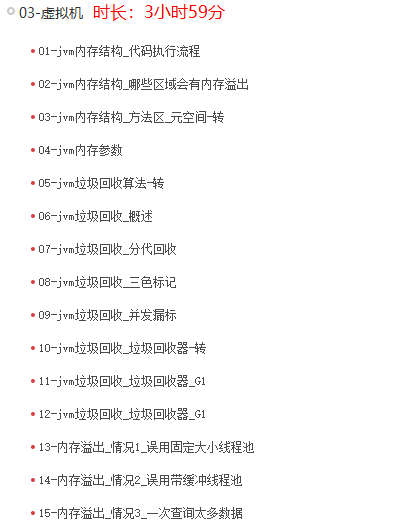 03-虚拟机 时长：3小时59分
01-jvm内存结构_代码执行流程
02-jvm内存结构_哪些区域会有内存溢出
03-jvm内存结构_方法区_元空间-转
04-jvm内存参数
05-jvm垃圾回收算法-转
06-jvm垃圾回收_概述
07-jvm垃圾回收_分代回收
08-jvm垃圾回收_三色标记
09-jvm垃圾回收_并发漏标
10-jvm垃圾回收_垃圾回收器-转
11-jvm垃圾回收_垃圾回收器_G1
12-jvm垃圾回收_垃圾回收器_G1
13-内存溢出_情况1_误用固定大小线程池
14-内存溢出_情况2_误用带缓冲线程池
15-内存溢出_情况3_一次查询太多数据